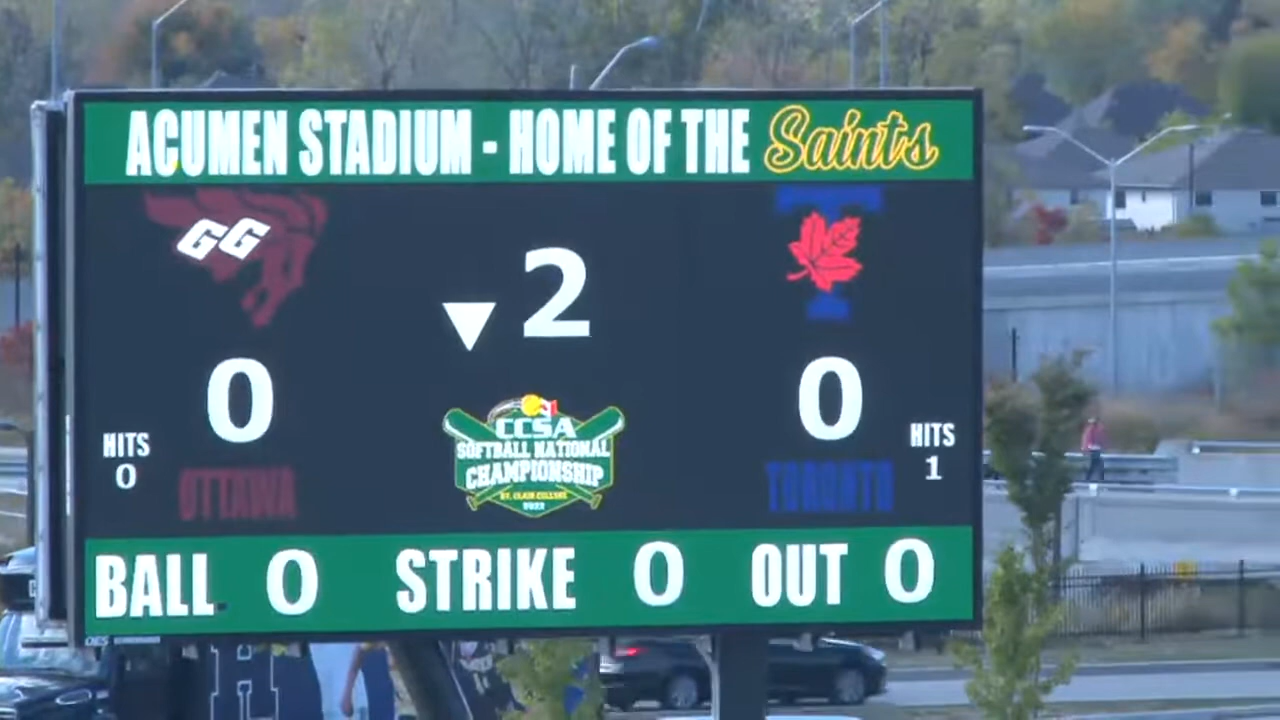 ACUMEN STADIUM - HOME OF THE Saints
GG
2
0
0
HITS
0
HITS
1
OTTAWA
TORONTO
CCSA
SOFTBALL NATIONAL
CHAMPIONSHIP
ST. CLAIR COLLEGE
2022
BALL 0 STRIKE 0 OUT 0